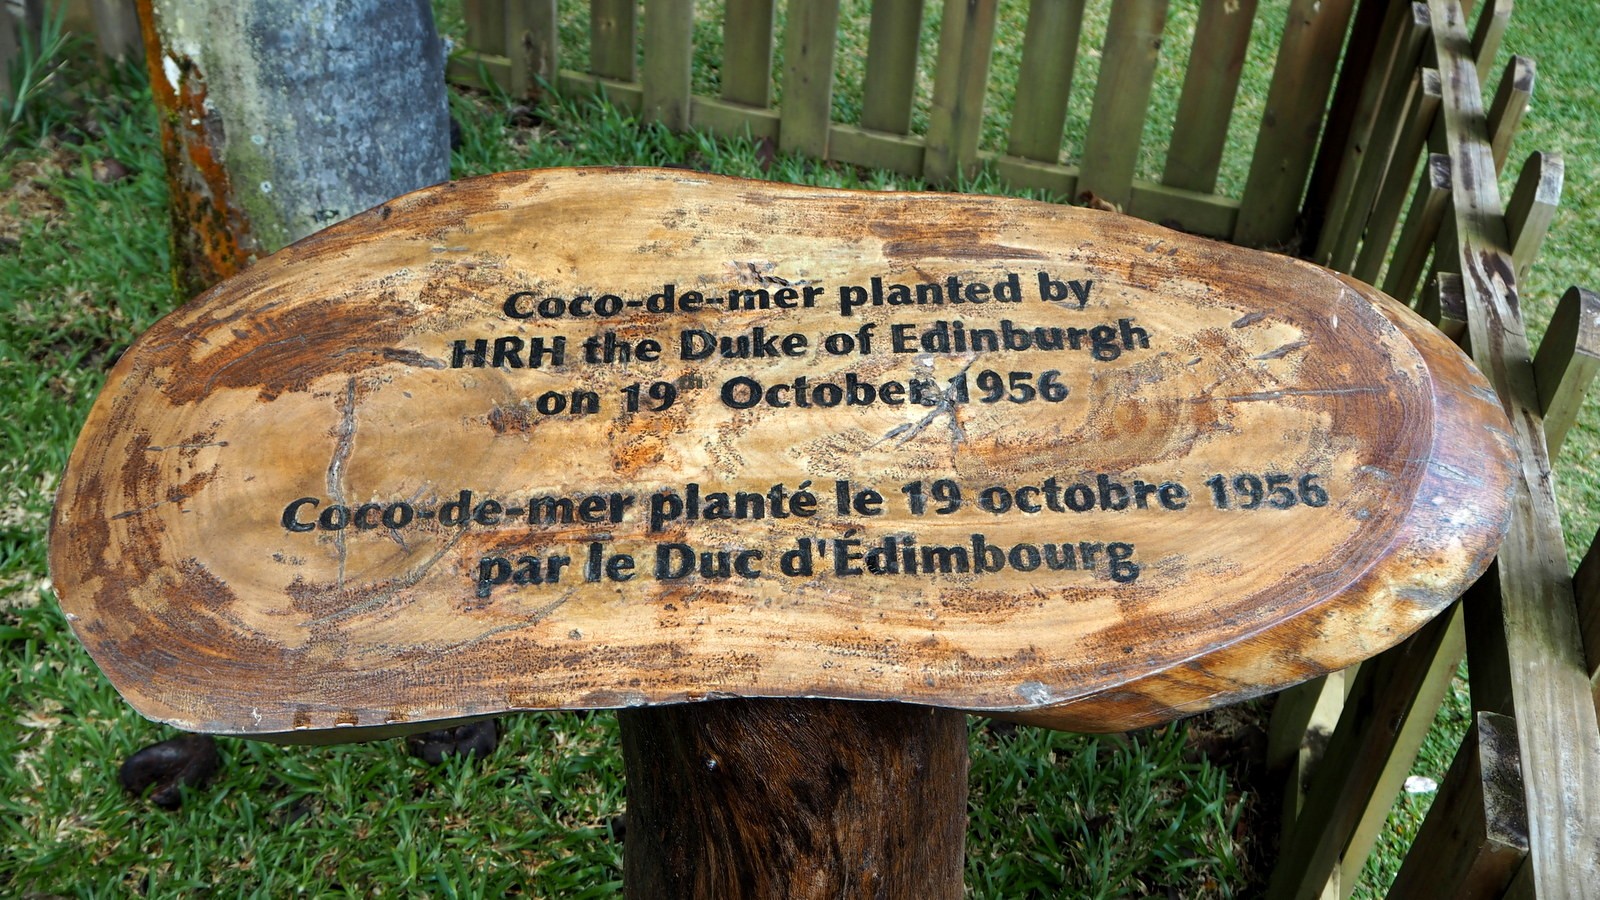 Coco-de-mer planted by
HRH the Duke of Edinburgh
on 19th October 1956
Coco-de-mer planté le 19 octobre 1956
par le Duc d'Édimbourg